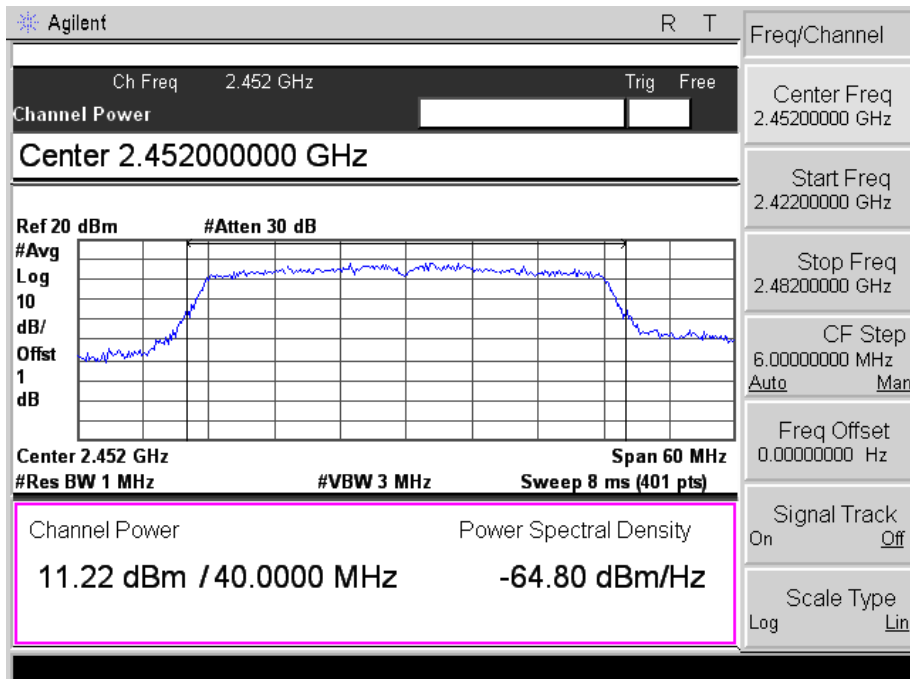 Agilent R T
Ch Freq 2.452 GHz Trig Free
Channel Power
Center 2.452000000 GHz
Ref 20 dBm #Atten 30 dB
#Avg
Log
10
dB/
Offst
1
dB
Center 2.452 GHz Span 60 MHz
#Res BW 1 MHz #VBW 3 MHz Sweep 8 ms (401 pts)
Channel Power Power Spectral Density
11.22 dBm / 40.0000 MHz -64.80 dBm/Hz
Freq/Channel
Center Freq
2.45200000 GHz
Start Freq
2.42200000 GHz
Stop Freq
2.48200000 GHz
CF Step
6.00000000 MHz
Auto Man
Freq Offset
0.00000000 Hz
Signal Track
On Off
Scale Type
Log Lin